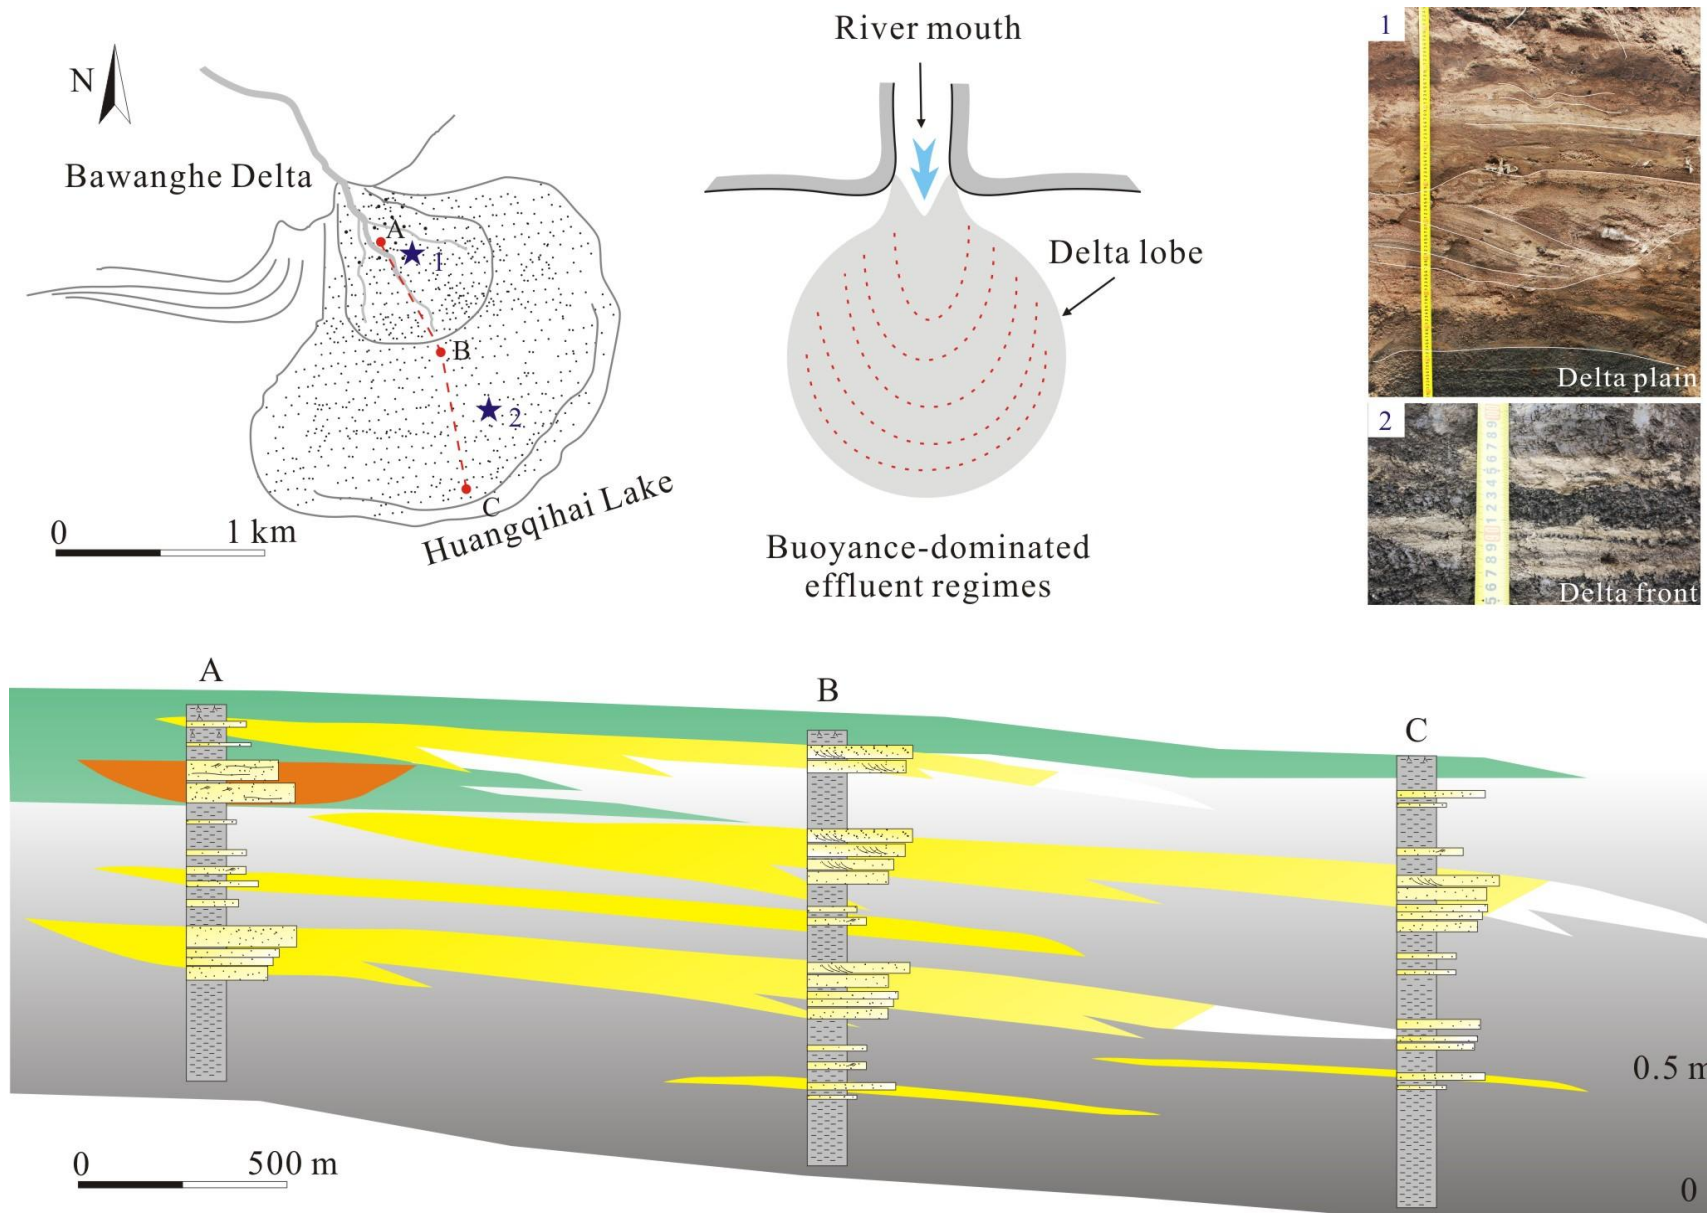 N
Bawanghe Delta
A
1
B
2
C
Huangqihai Lake
0 1 km
River mouth
Delta lobe
Buoyance-dominated
effluent regimes
1
Delta plain
2
Delta front
A
B
C
0.5 m
0
0 500 m